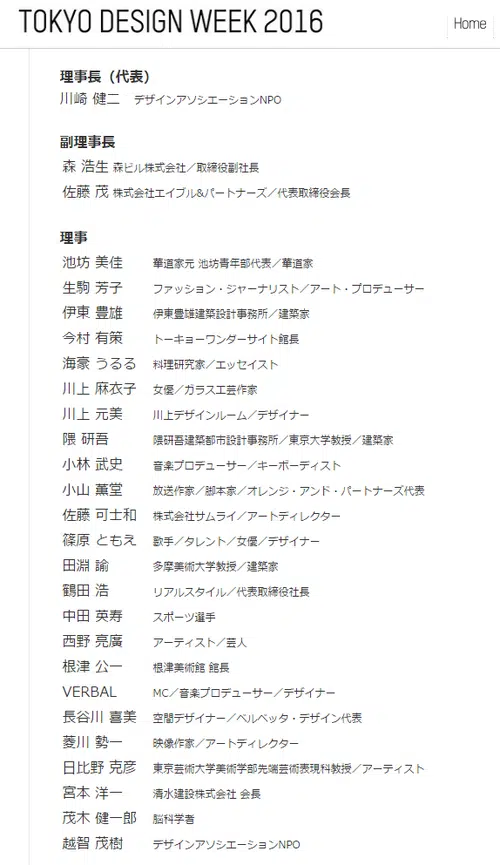 TOKYO DESIGN WEEK 2016
Home
理事長（代表）
川崎 健二 デザインアソシエーションNPO
副理事長
森 浩生 森ビル株式会社／取締役副社長
佐藤 茂 株式会社エイブル&パートナーズ／代表取締役会長
理事
池坊 美佳 華道家元 池坊青年部代表／華道家
生駒 芳子 ファッション・ジャーナリスト／アート・プロデューサー
伊東 豊雄 伊東豊雄建築設計事務所／建築家
今村 有策 トーキョーワンダーサイト館長
海豪 うるる 料理研究家／エッセイスト
川上 麻衣子 女優／ガラス工芸作家
川上 元美 川上デザインルーム／デザイナー
隈 研吾 隈研吾建築都市設計事務所／東京大学教授／建築家
小林 武史 音楽プロデューサー／キーボーディスト
小山 薫堂 放送作家／脚本家／オレンジ・アンド・パートナーズ代表
佐藤 可士和 株式会社サムライ／アートディレクター
篠原 ともえ 歌手／タレント／女優／デザイナー
田淵 諭 多摩美術大学教授／建築家
鶴田 浩 リアルスタイル／代表取締役社長
中田 英寿 スポーツ選手
西野 亮廣 アーティスト／芸人
根津 公一 根津美術館 館長
VERBAL MC／音楽プロデューサー／デザイナー
長谷川 喜美 空間デザイナー／ベルベッタ・デザイン代表
菱川 勢一 映像作家／アートディレクター
日比野 克彦 東京芸術大学美術学部先端芸術表現科教授／アーティスト
宮本 洋一 清水建設株式会社 会長
茂木 健一郎 脳科学者
越智 茂樹 デザインアソシエーションNPO